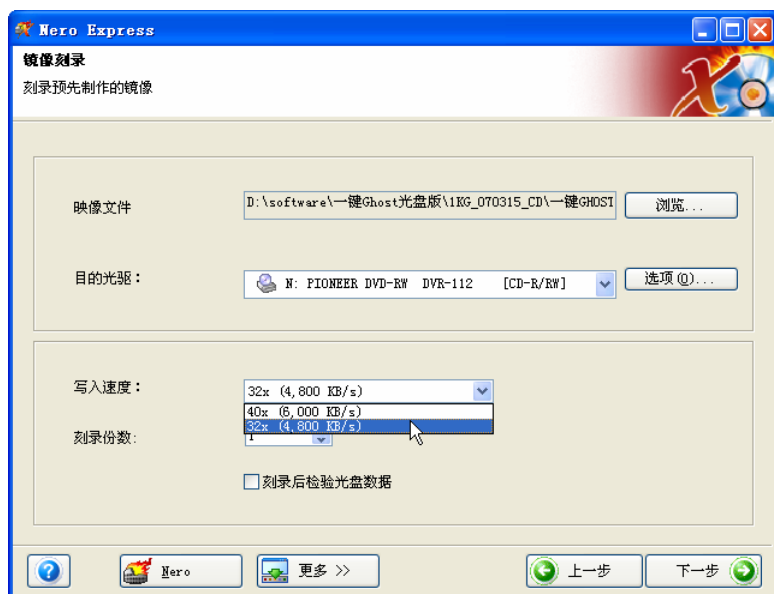 Nero Express
镜像刻录
刻录预先制作的镜像
映像文件
D:\software\一键Ghost光盘版\1KG_070315_CD\一键GHOST
浏览...
目的光驱：
N: PIONEER DVD-RW DVR-112 [CD-R/RW]
选项(O)...
写入速度：
32x (4,800 KB/s)
40x (6,000 KB/s)
32x (4,800 KB/s)
刻录份数:
1
刻录后检验光盘数据
Nero
更多 >>
上一步
下一步